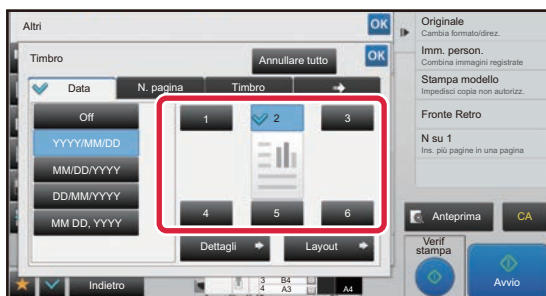 Altri
OK
Timbro
Annullare tutto
OK
Data
N. pagina
Timbro
Off
YYYY/MM/DD
MM/DD/YYYY
DD/MM/YYYY
MM DD, YYYY
1
2
3
4
5
6
Dettagli
Layout
Indietro
3 B4
4 A3
A4
Originale
Cambia formato/direz.
Imm. person.
Combina immagini registrate
Stampa modello
Impedisci copia non autorizz.
Fronte Retro
N su 1
Ins. più pagine in una pagina
Anteprima
CA
Verif
stampa
Avvio